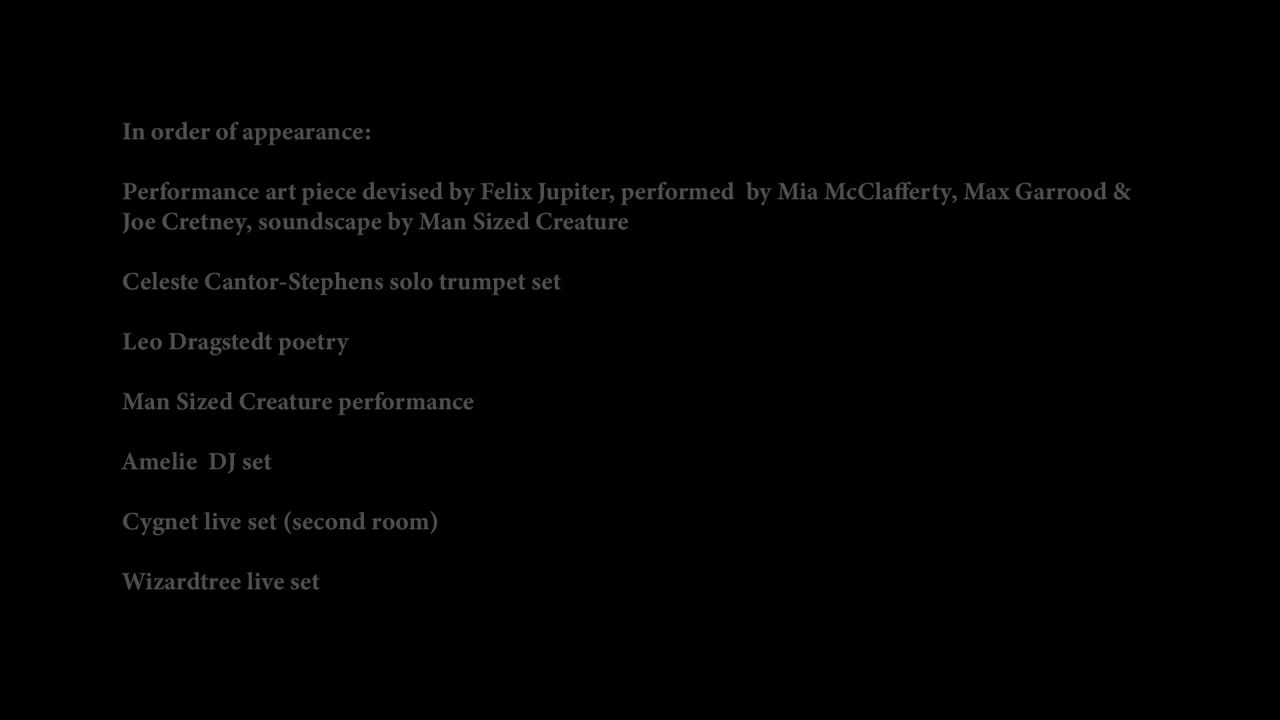 In order of appearance:
Performance art piece devised by Felix Jupiter, performed  by Mia McClafferty, Max Garrood &
Joe Cretney, soundscape by Man Sized Creature
Celeste Cantor-Stephens solo trumpet set
Leo Dragstedt poetry
Man Sized Creature performance
Amelie  DJ set
Cygnet live set (second room)
Wizardtree live set